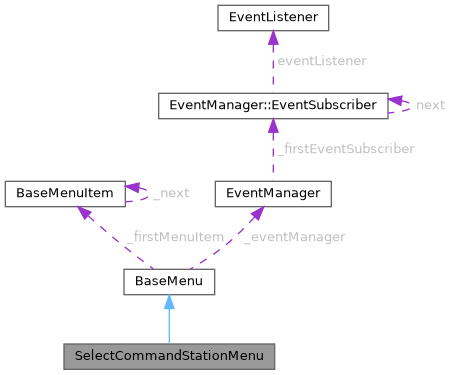 EventListener
eventListener
EventManager::EventSubscriber
next
_firstEventSubscriber
BaseMenuItem
_next
EventManager
_firstMenuItem
_eventManager
BaseMenu
SelectCommandStationMenu